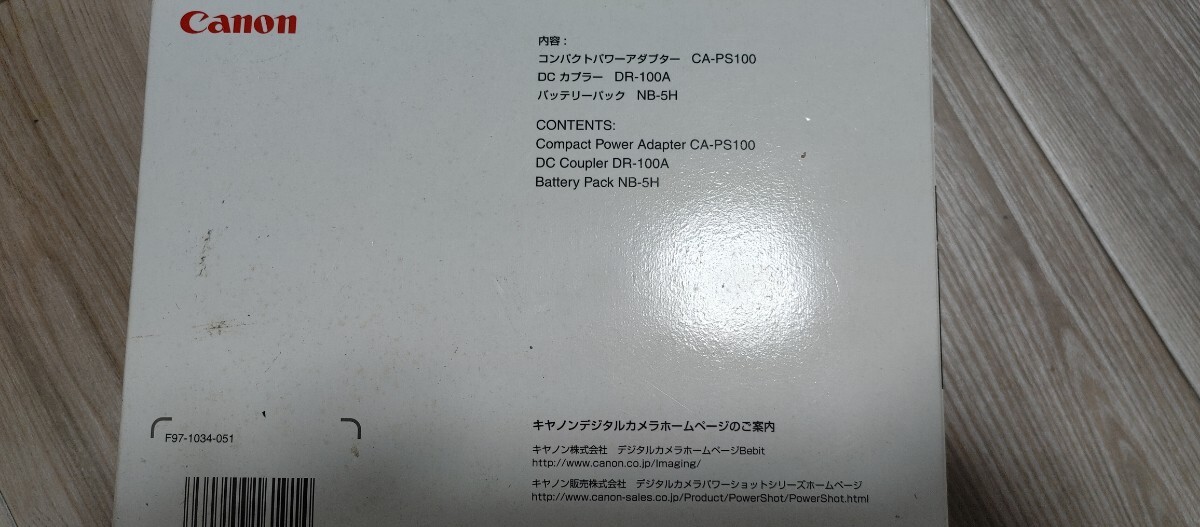 Canon
内容：
コンパクトパワーアダプター CA-PS100
DC カプラー DR-100A
バッテリーパック NB-5H
CONTENTS:
Compact Power Adapter CA-PS100
DC Coupler DR-100A
Battery Pack NB-5H
F97-1034-051
キヤノンデジタルカメラホームページのご案内
キヤノン株式会社 デジタルカメラホームページBebit
http://www.canon.co.jp/Imaging/
キヤノン販売株式会社 デジタルカメラパワーショットシリーズホームページ
http://www.canon-sales.co.jp/Product/PowerShot/PowerShot.html